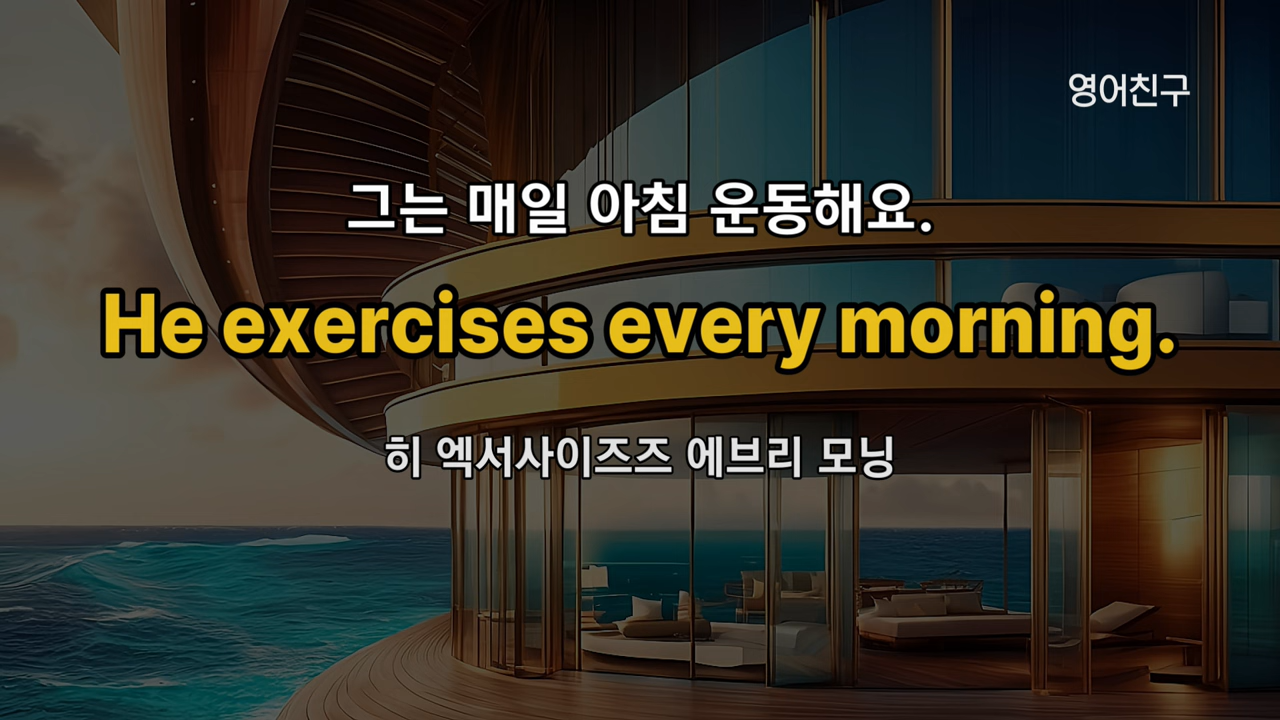 영어친구
그는 매일 아침 운동해요.
He exercises every morning.
히 엑서사이즈즈 에브리 모닝